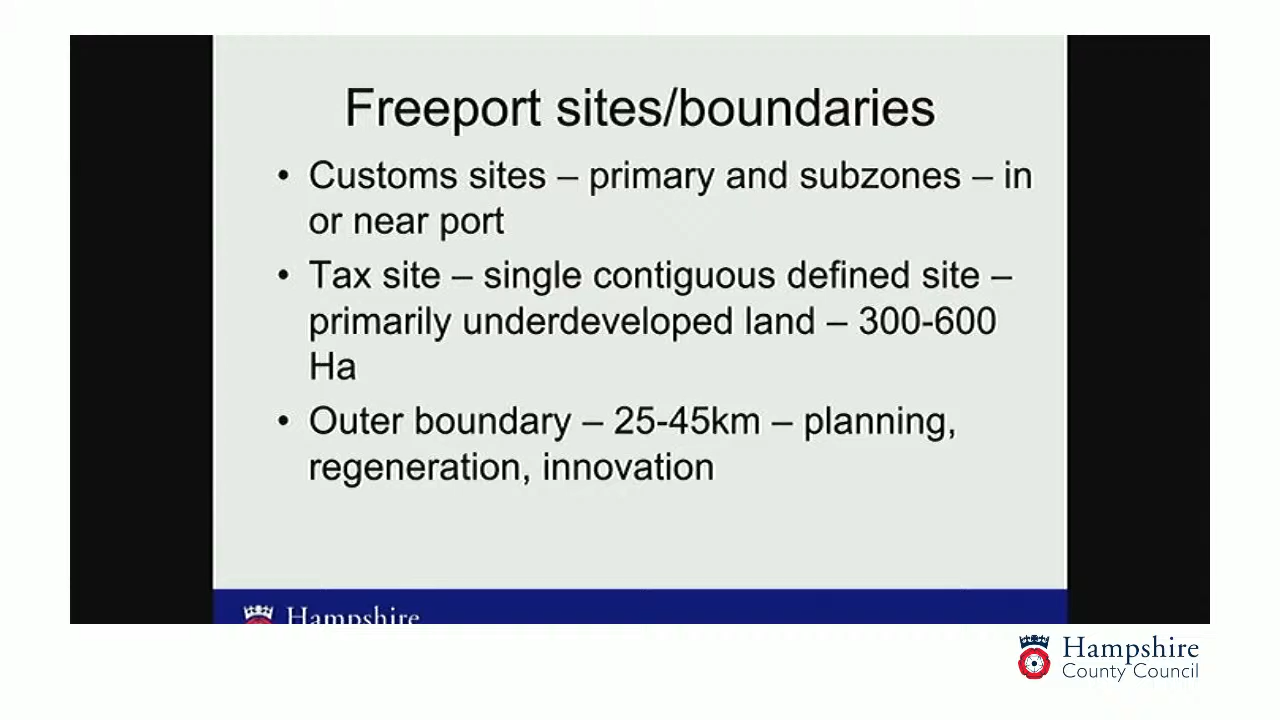 Freeport sites/boundaries
• Customs sites – primary and subzones – in
or near port
• Tax site – single contiguous defined site –
primarily underdeveloped land – 300-600
Ha
• Outer boundary – 25-45km – planning,
regeneration, innovation
Hampshire
Hampshire
County Council